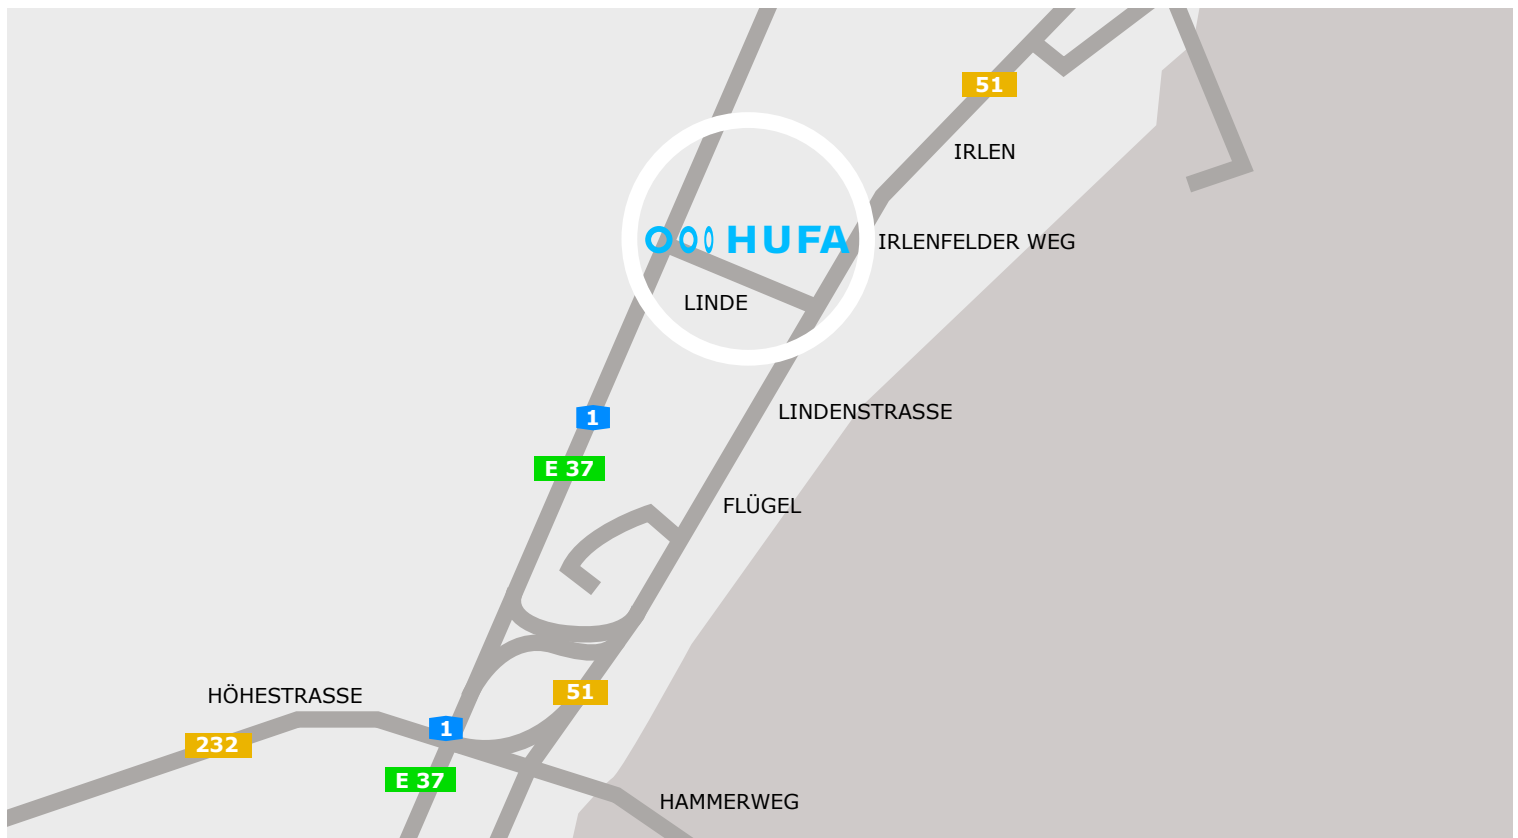 51
IRLEN
HUFA
IRLENFELDER WEG
LINDE
LINDENSTRASSE
1
E 37
FLÜGEL
51
HÖHESTRASSE
1
232
E 37
HAMMERWEG